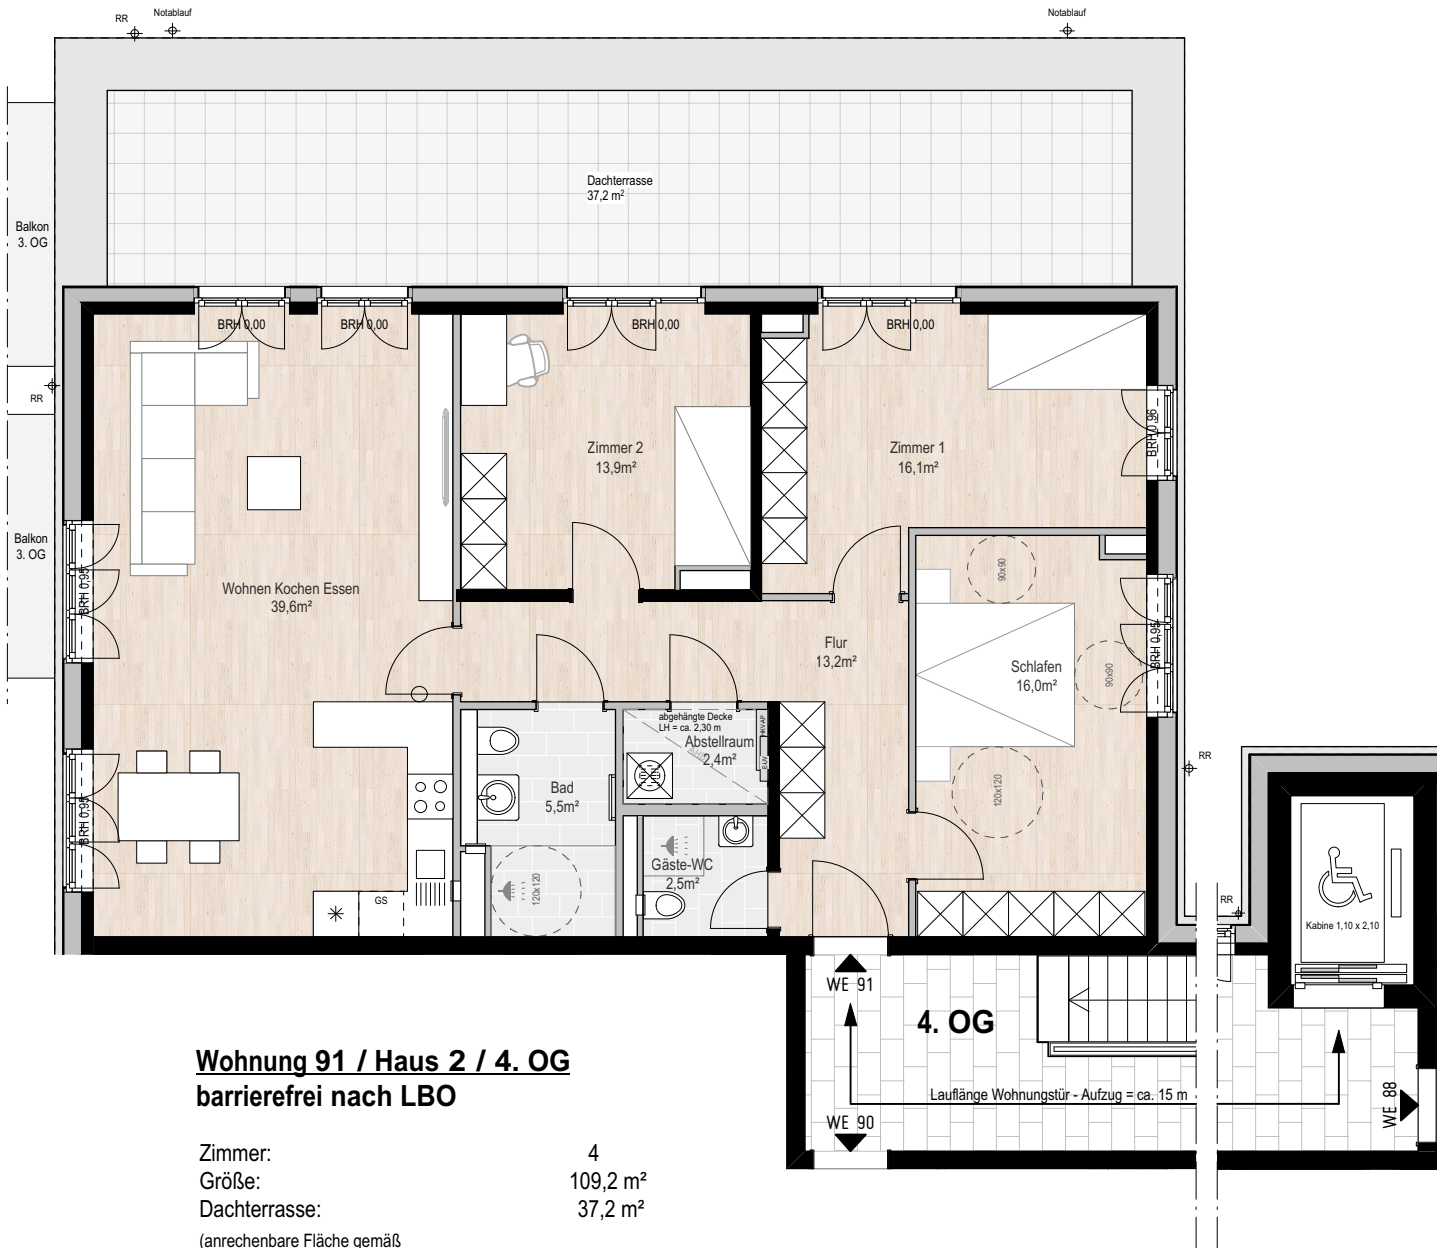 RR
Notablauf
Notablauf
Dachterrasse
37,2 m²
Balkon
3. OG
BRH 0,00
BRH 0,00
BRH 0,00
BRH 0,00
RR
BRH 0,96
Zimmer 2
13,9m²
Zimmer 1
16,1m²
Balkon
3. OG
BRH 0,95
Wohnen Kochen Essen
39,6m²
90x90
Flur
13,2m²
Schlafen
16,0m²
90x90
BRH 0,95
abgehängte Decke
LH = ca. 2,30 m
Abstellraum
2,4m²
HKV-AP
E-UV
Bad
5,5m²
120x120
RR
BRH 0,95
Gäste-WC
2,5m²
120x120
GS
RR
Kabine 1,10 x 2,10
WE 91
4. OG
Lauflänge Wohnungstür - Aufzug = ca. 15 m
WE 90
WE 88
Wohnung 91 / Haus 2 / 4. OG
barrierefrei nach LBO
Zimmer: 4
Größe: 109,2 m²
Dachterrasse: 37,2 m²
(anrechenbare Fläche gemäß